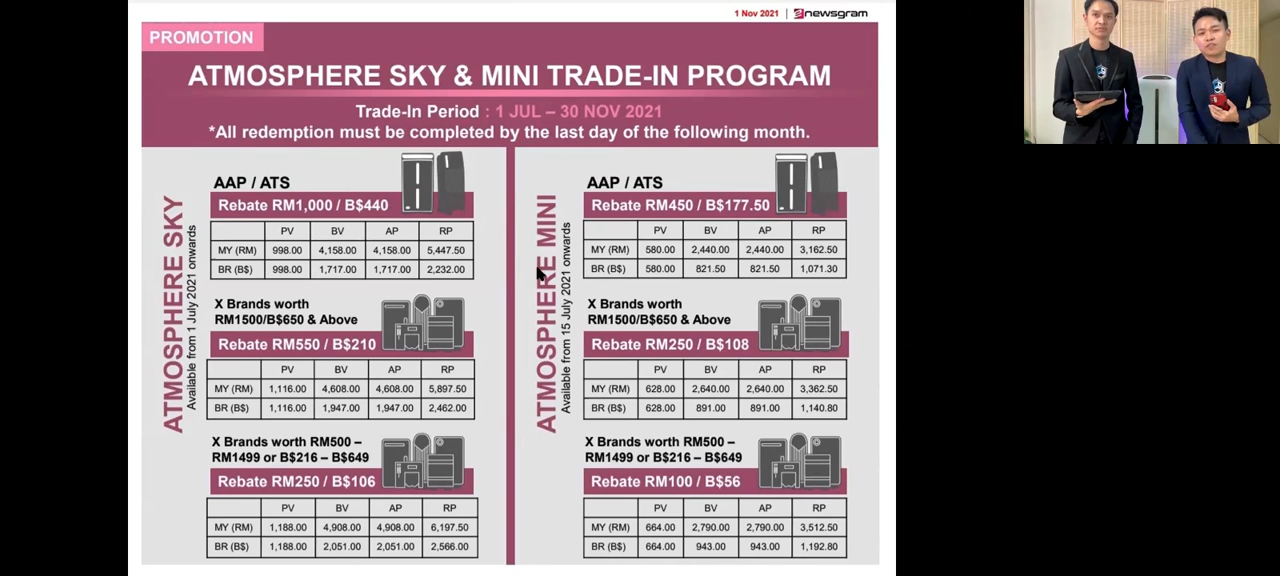 1 Nov 2021 | enewsgram
PROMOTION
ATMOSPHERE SKY & MINI TRADE-IN PROGRAM
Trade-In Period : 1 JUL – 30 NOV 2021
*All redemption must be completed by the last day of the following month.
ATMOSPHERE SKY
Available from 1 July 2021 onwards
AAP / ATS
Rebate RM1,000 / B$440
PV BV AP RP
MY (RM) 998.00 4,158.00 4,158.00 5,447.50
BR (B$) 998.00 1,717.00 1,717.00 2,232.00
X Brands worth
RM1500/B$650 & Above
Rebate RM550 / B$210
PV BV AP RP
MY (RM) 1,116.00 4,608.00 4,608.00 5,897.50
BR (B$) 1,116.00 1,947.00 1,947.00 2,462.00
X Brands worth RM500 –
RM1499 or B$216 – B$649
Rebate RM250 / B$106
PV BV AP RP
MY (RM) 1,188.00 4,908.00 4,908.00 6,197.50
BR (B$) 1,188.00 2,051.00 2,051.00 2,566.00
ATMOSPHERE MINI
Available from 15 July 2021 onwards
AAP / ATS
Rebate RM450 / B$177.50
PV BV AP RP
MY (RM) 580.00 2,440.00 2,440.00 3,162.50
BR (B$) 580.00 821.50 821.50 1,071.30
X Brands worth
RM1500/B$650 & Above
Rebate RM250 / B$108
PV BV AP RP
MY (RM) 628.00 2,640.00 2,640.00 3,362.50
BR (B$) 628.00 891.00 891.00 1,140.80
X Brands worth RM500 –
RM1499 or B$216 – B$649
Rebate RM100 / B$56
PV BV AP RP
MY (RM) 664.00 2,790.00 2,790.00 3,512.50
BR (B$) 664.00 943.00 943.00 1,192.80